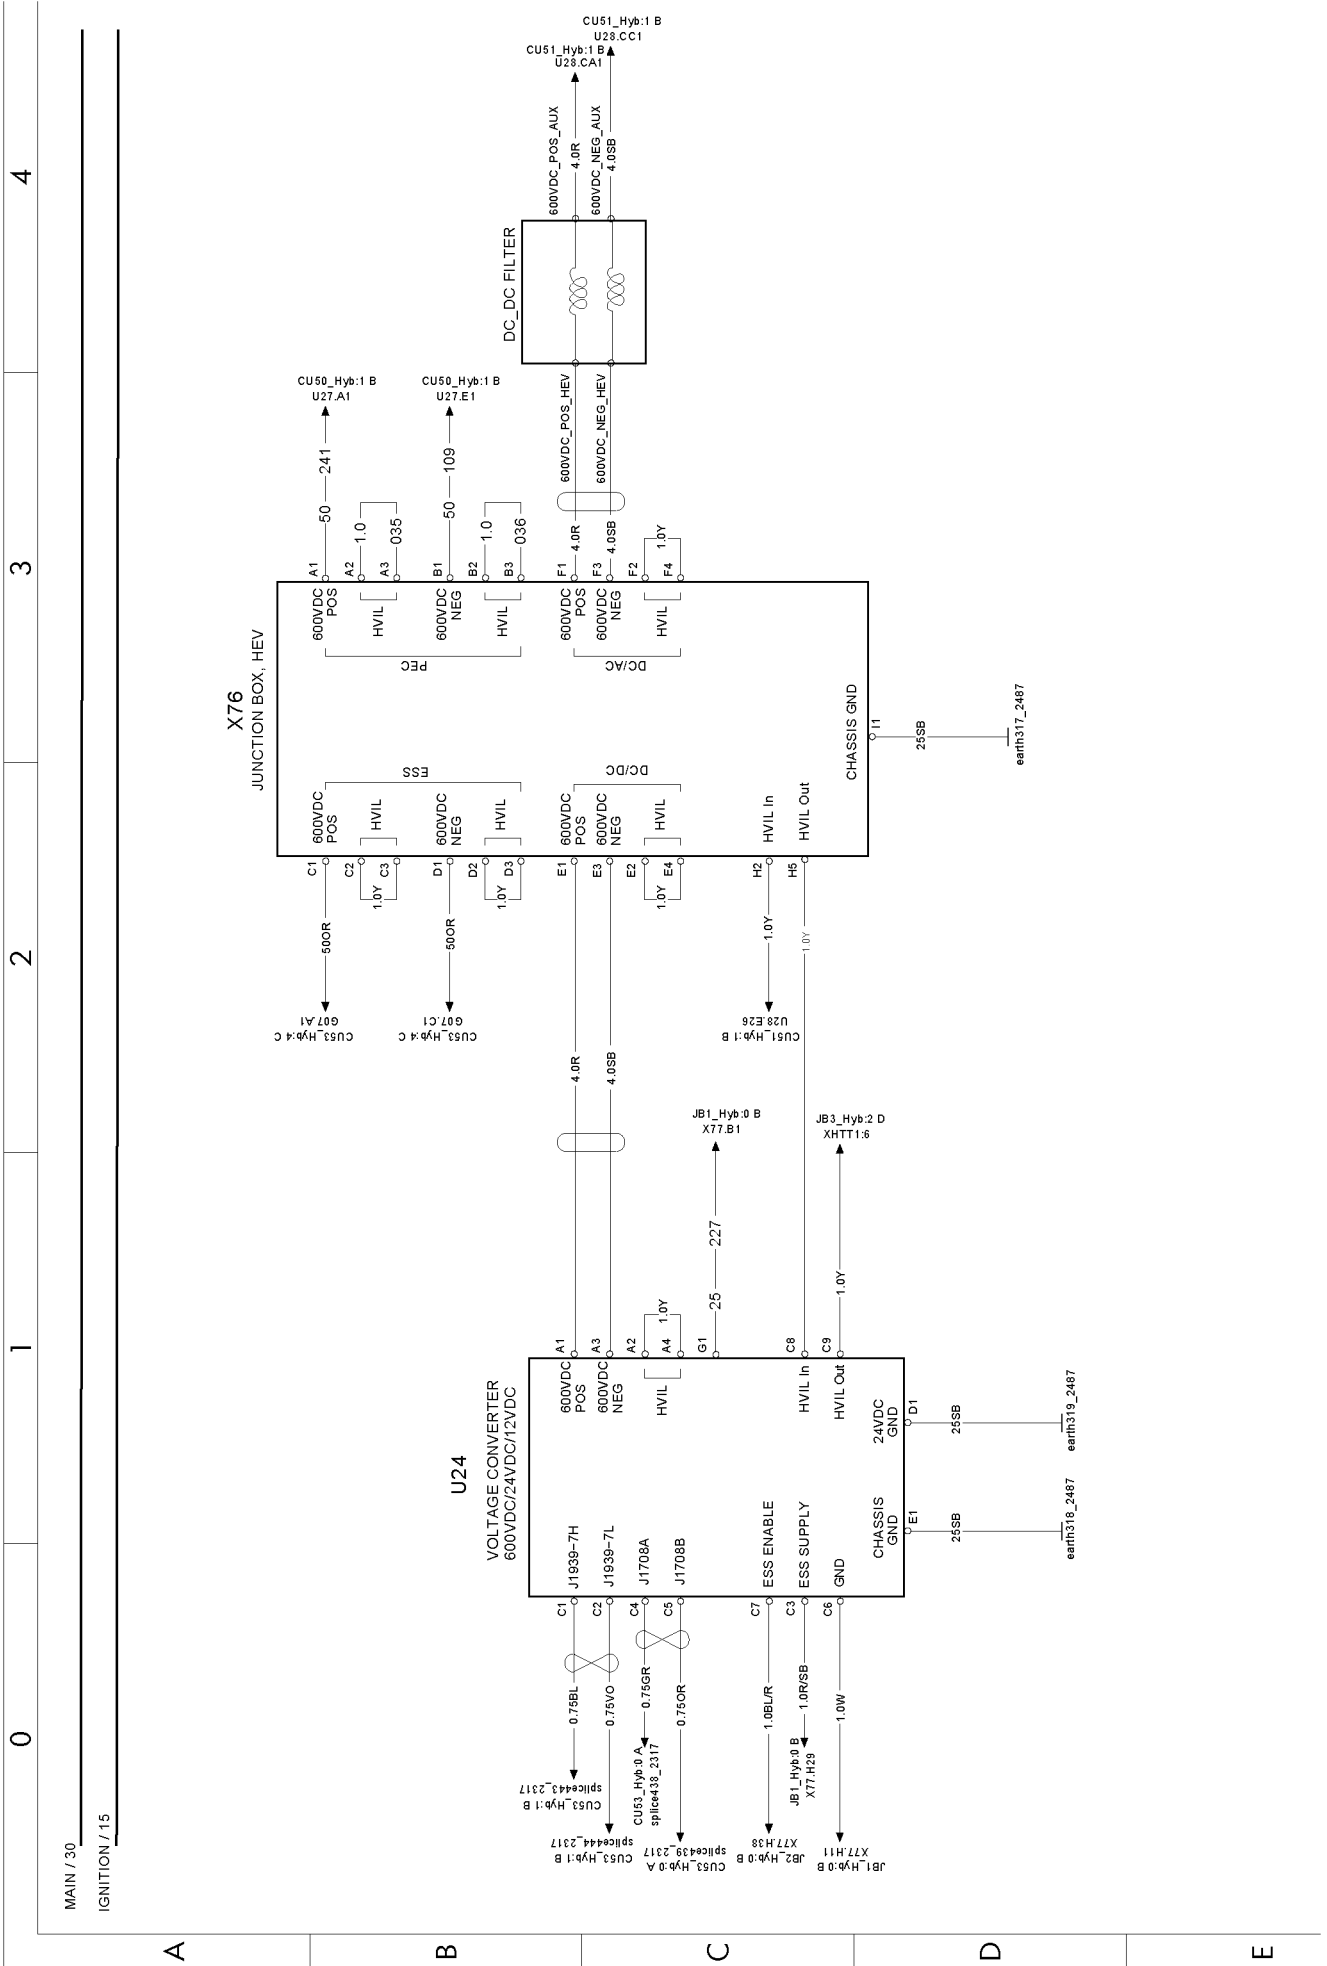 4
3
2
1
0
A
B
C
D
E
MAIN / 30
IGNITION / 15
CU51_Hyb:1 B
U28.CC1
CU51_Hyb:1 B
U28.CA1
600VDC_POS_AUX
4.0R
600VDC_NEG_AUX
4.0SB
DC_DC FILTER
600VDC_POS_HEV
4.0R
600VDC_NEG_HEV
4.0SB
CU50_Hyb:1 B
U27.A1
241
50
CU50_Hyb:1 B
U27.E1
109
50
1.0
035
1.0
036
1.0Y
A1
A2
A3
B1
B2
B3
F1
F3
F2
F4
X76
JUNCTION BOX, HEV
600VDC
POS
HVIL
600VDC
NEG
HVIL
600VDC
POS
600VDC
NEG
HVIL
PEC
DC/AC
ESS
DC/DC
CHASSIS GND
I1
25SB
earth317_2487
600VDC
POS
HVIL
600VDC
NEG
HVIL
600VDC
POS
600VDC
NEG
HVIL
HVIL In
HVIL Out
C1
C2
C3
D1
D2
D3
E1
E3
E2
E4
H2
H5
1.0Y
1.0Y
1.0Y
50OR
CU53_Hyb:4 C
G07.A1
50OR
CU53_Hyb:4 C
G07.C1
1.0Y
CU51_Hyb:1 B
U28.E26
1.0Y
4.0R
4.0SB
JB1_Hyb:0 B
X77.B1
227
25
JB3_Hyb:2 D
XHTT1:6
1.0Y
1.0Y
A1
A3
A2
A4
G1
C8
C9
U24
VOLTAGE CONVERTER
600VDC/24VDC/12VDC
600VDC
POS
600VDC
NEG
HVIL
HVIL In
HVIL Out
24VDC
GND
D1
25SB
earth319_2487
CHASSIS
GND
E1
25SB
earth318_2487
J1939-7H
J1939-7L
J1708A
J1708B
ESS ENABLE
ESS SUPPLY
GND
C1
C2
C4
C5
C7
C3
C6
0.75BL
CU53_Hyb:1 B
splice443_2317
0.75VO
CU53_Hyb:1 B
splice444_2317
0.75GR
CU53_Hyb:0 A
splice438_2317
0.75OR
CU53_Hyb:0 A
splice439_2317
1.0BL/R
JB2_Hyb:0 B
X77.H38
1.0R/SB
JB1_Hyb:0 B
X77.H29
1.0W
JB1_Hyb:0 B
X77.H11